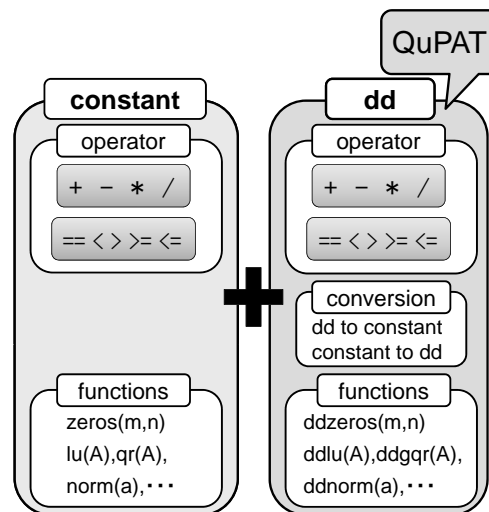 QuPAT
constant
operator
+ − * /
== < > >= <=
functions
zeros(m,n)
lu(A),qr(A),
norm(a),···
+
dd
operator
+ − * /
== < > >= <=
conversion
dd to constant
constant to dd
functions
ddzeros(m,n)
ddlu(A),ddgqr(A),
ddnorm(a),···